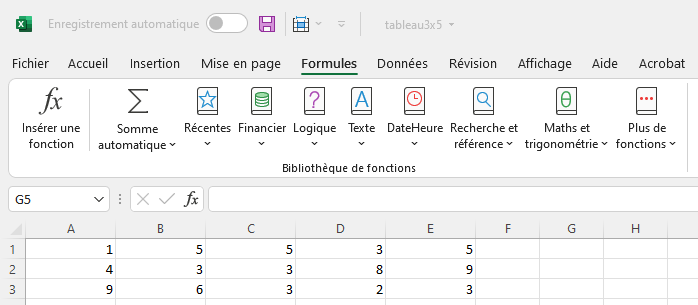 Enregistrement automatique tableau3x5
Fichier Accueil Insertion Mise en page Formules Données Révision Affichage Aide Acrobat
fx Σ ? A θ
Insérer une fonction
Somme automatique
Récentes
Financier
Logique
Texte
DateHeure
Recherche et référence
Maths et trigonométrie
Plus de fonctions
Bibliothèque de fonctions
G5 fx
A B C D E F G H
1 1 5 5 3 5
2 4 3 3 8 9
3 9 6 3 2 3